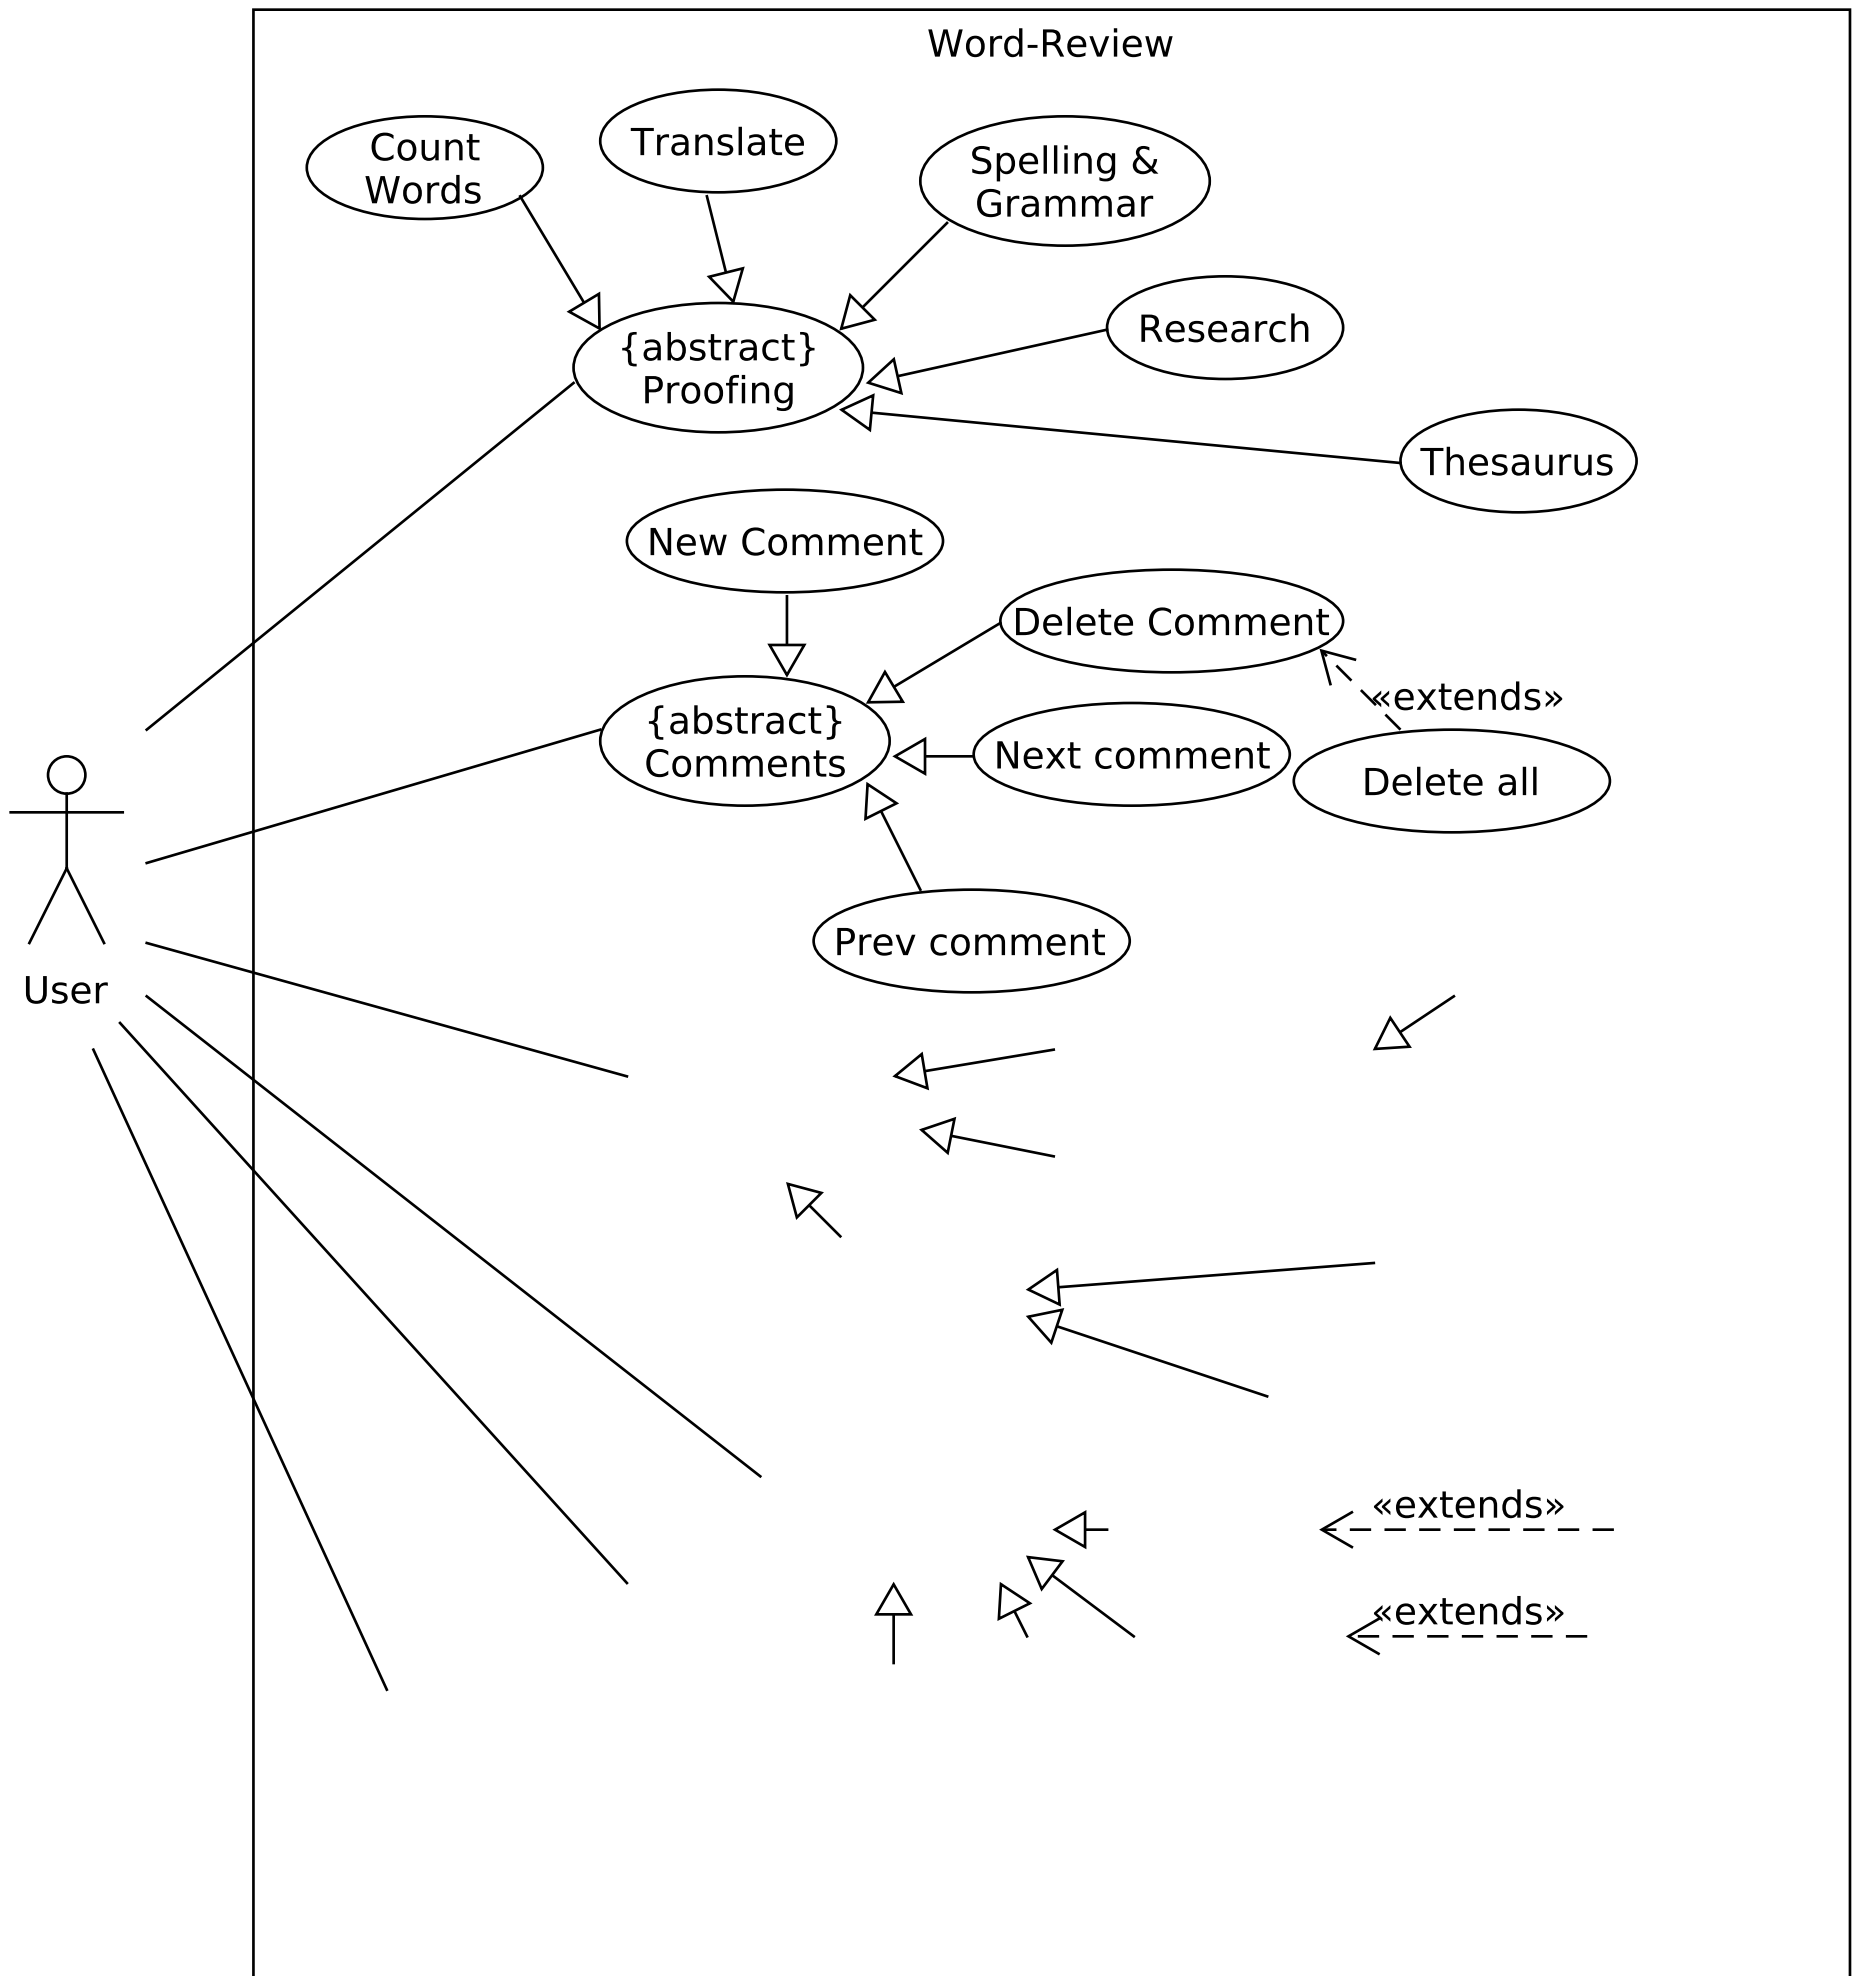 Word-Review
Count
Words
Translate
Spelling &
Grammar
{abstract}
Proofing
Research
Thesaurus
New Comment
Delete Comment
«extends»
{abstract}
Comments
Next comment
Delete all
Prev comment
User
«extends»
«extends»